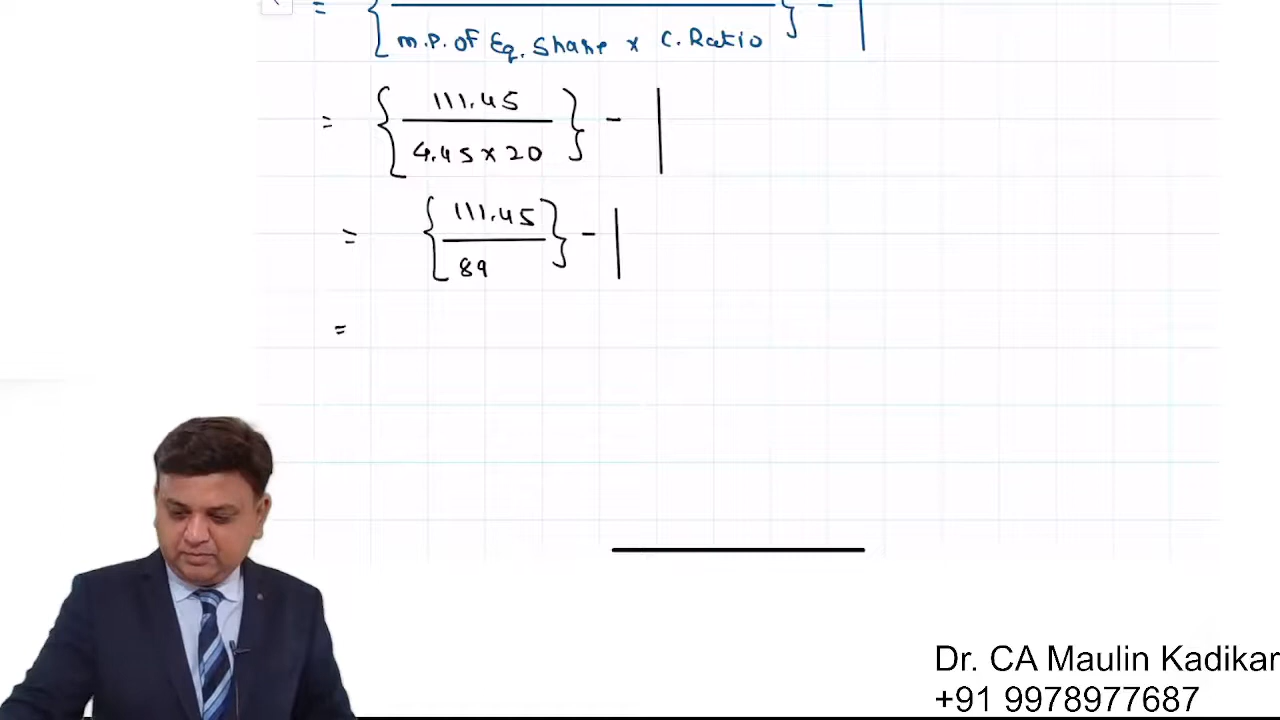 = { } - 1
M.P. of Eq. Share x C. Ratio
= { 111.45 } - 1
4.45 x 20
= { 111.45 } - 1
89
=
Dr. CA Maulin Kadikar
+91 9978977687